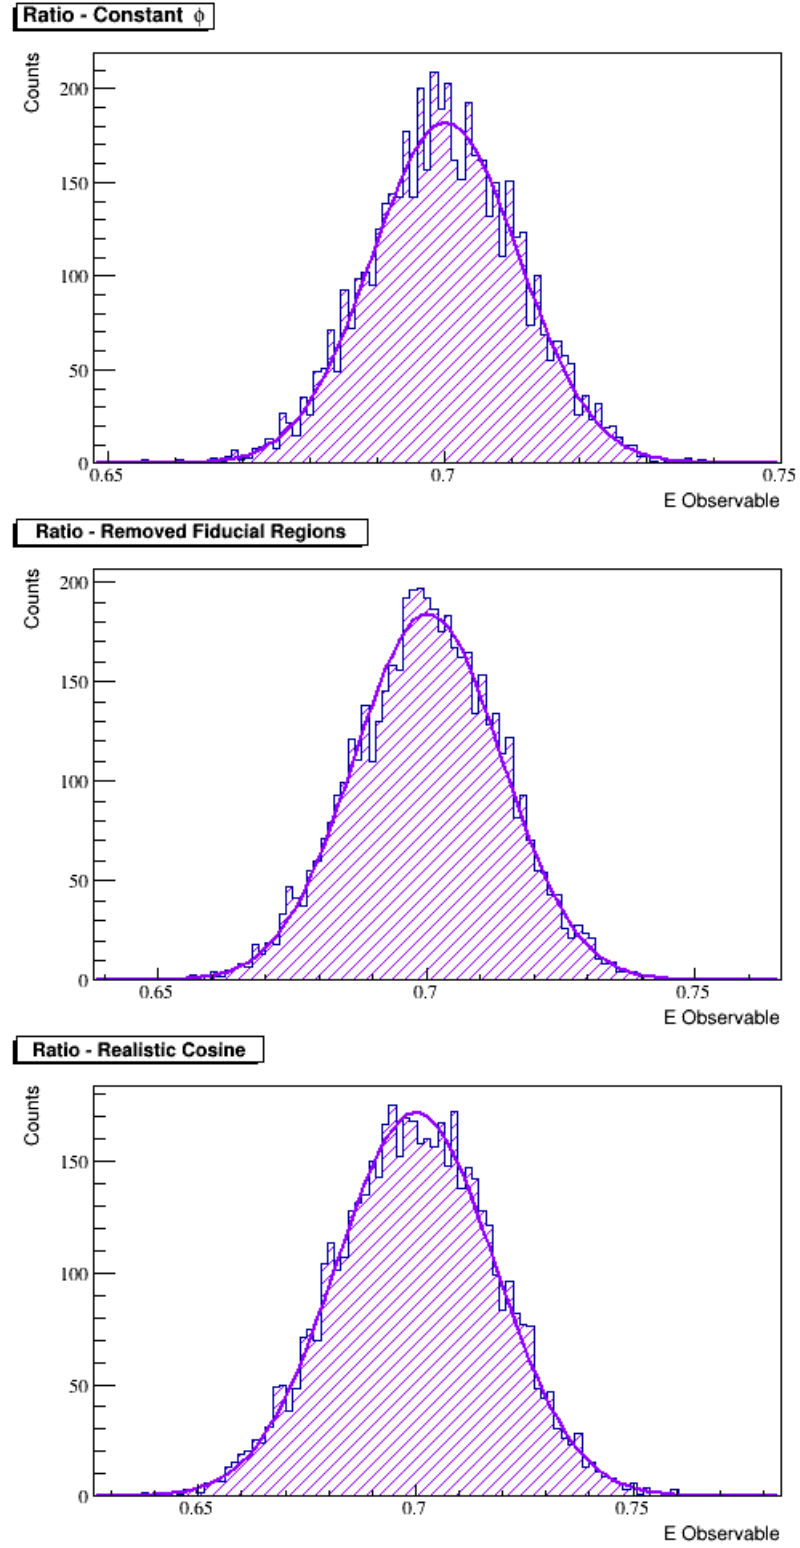 Ratio - Constant ϕ
Counts
200
150
100
50
0
0.65 0.7 0.75
E Observable
Ratio - Removed Fiducial Regions
Counts
200
150
100
50
0
0.65 0.7 0.75
E Observable
Ratio - Realistic Cosine
Counts
150
100
50
0
0.65 0.7 0.75
E Observable